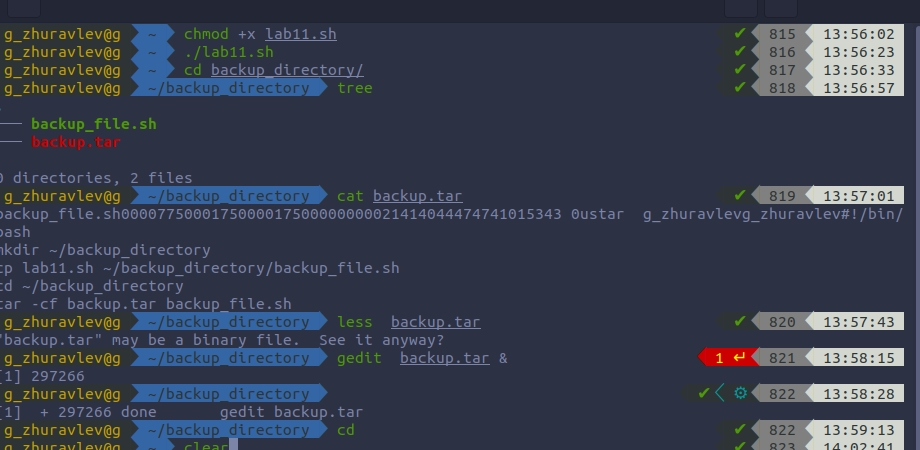 g_zhuravlev@g ~ chmod +x lab11.sh ✔ 815 13:56:02
g_zhuravlev@g ~ ./lab11.sh ✔ 816 13:56:23
g_zhuravlev@g ~ cd backup_directory/ ✔ 817 13:56:33
g_zhuravlev@g ~/backup_directory tree ✔ 818 13:56:57
.
── backup_file.sh
── backup.tar
0 directories, 2 files
g_zhuravlev@g ~/backup_directory cat backup.tar ✔ 819 13:57:01
backup_file.sh0000775000175000017500000000021414044474741015343 0ustar g_zhuravlevg_zhuravlev#!/bin/
bash
mkdir ~/backup_directory
cp lab11.sh ~/backup_directory/backup_file.sh
cd ~/backup_directory
tar -cf backup.tar backup_file.sh
g_zhuravlev@g ~/backup_directory less backup.tar ✔ 820 13:57:43
"backup.tar" may be a binary file. See it anyway?
g_zhuravlev@g ~/backup_directory gedit backup.tar & 1 ↵ 821 13:58:15
[1] 297266
g_zhuravlev@g ~/backup_directory ✔ ⚙ 822 13:58:28
[1] + 297266 done gedit backup.tar
g_zhuravlev@g ~/backup_directory cd ✔ 822 13:59:13
g_zhuravlev@g ~ clear ✔ 823 14:02:41